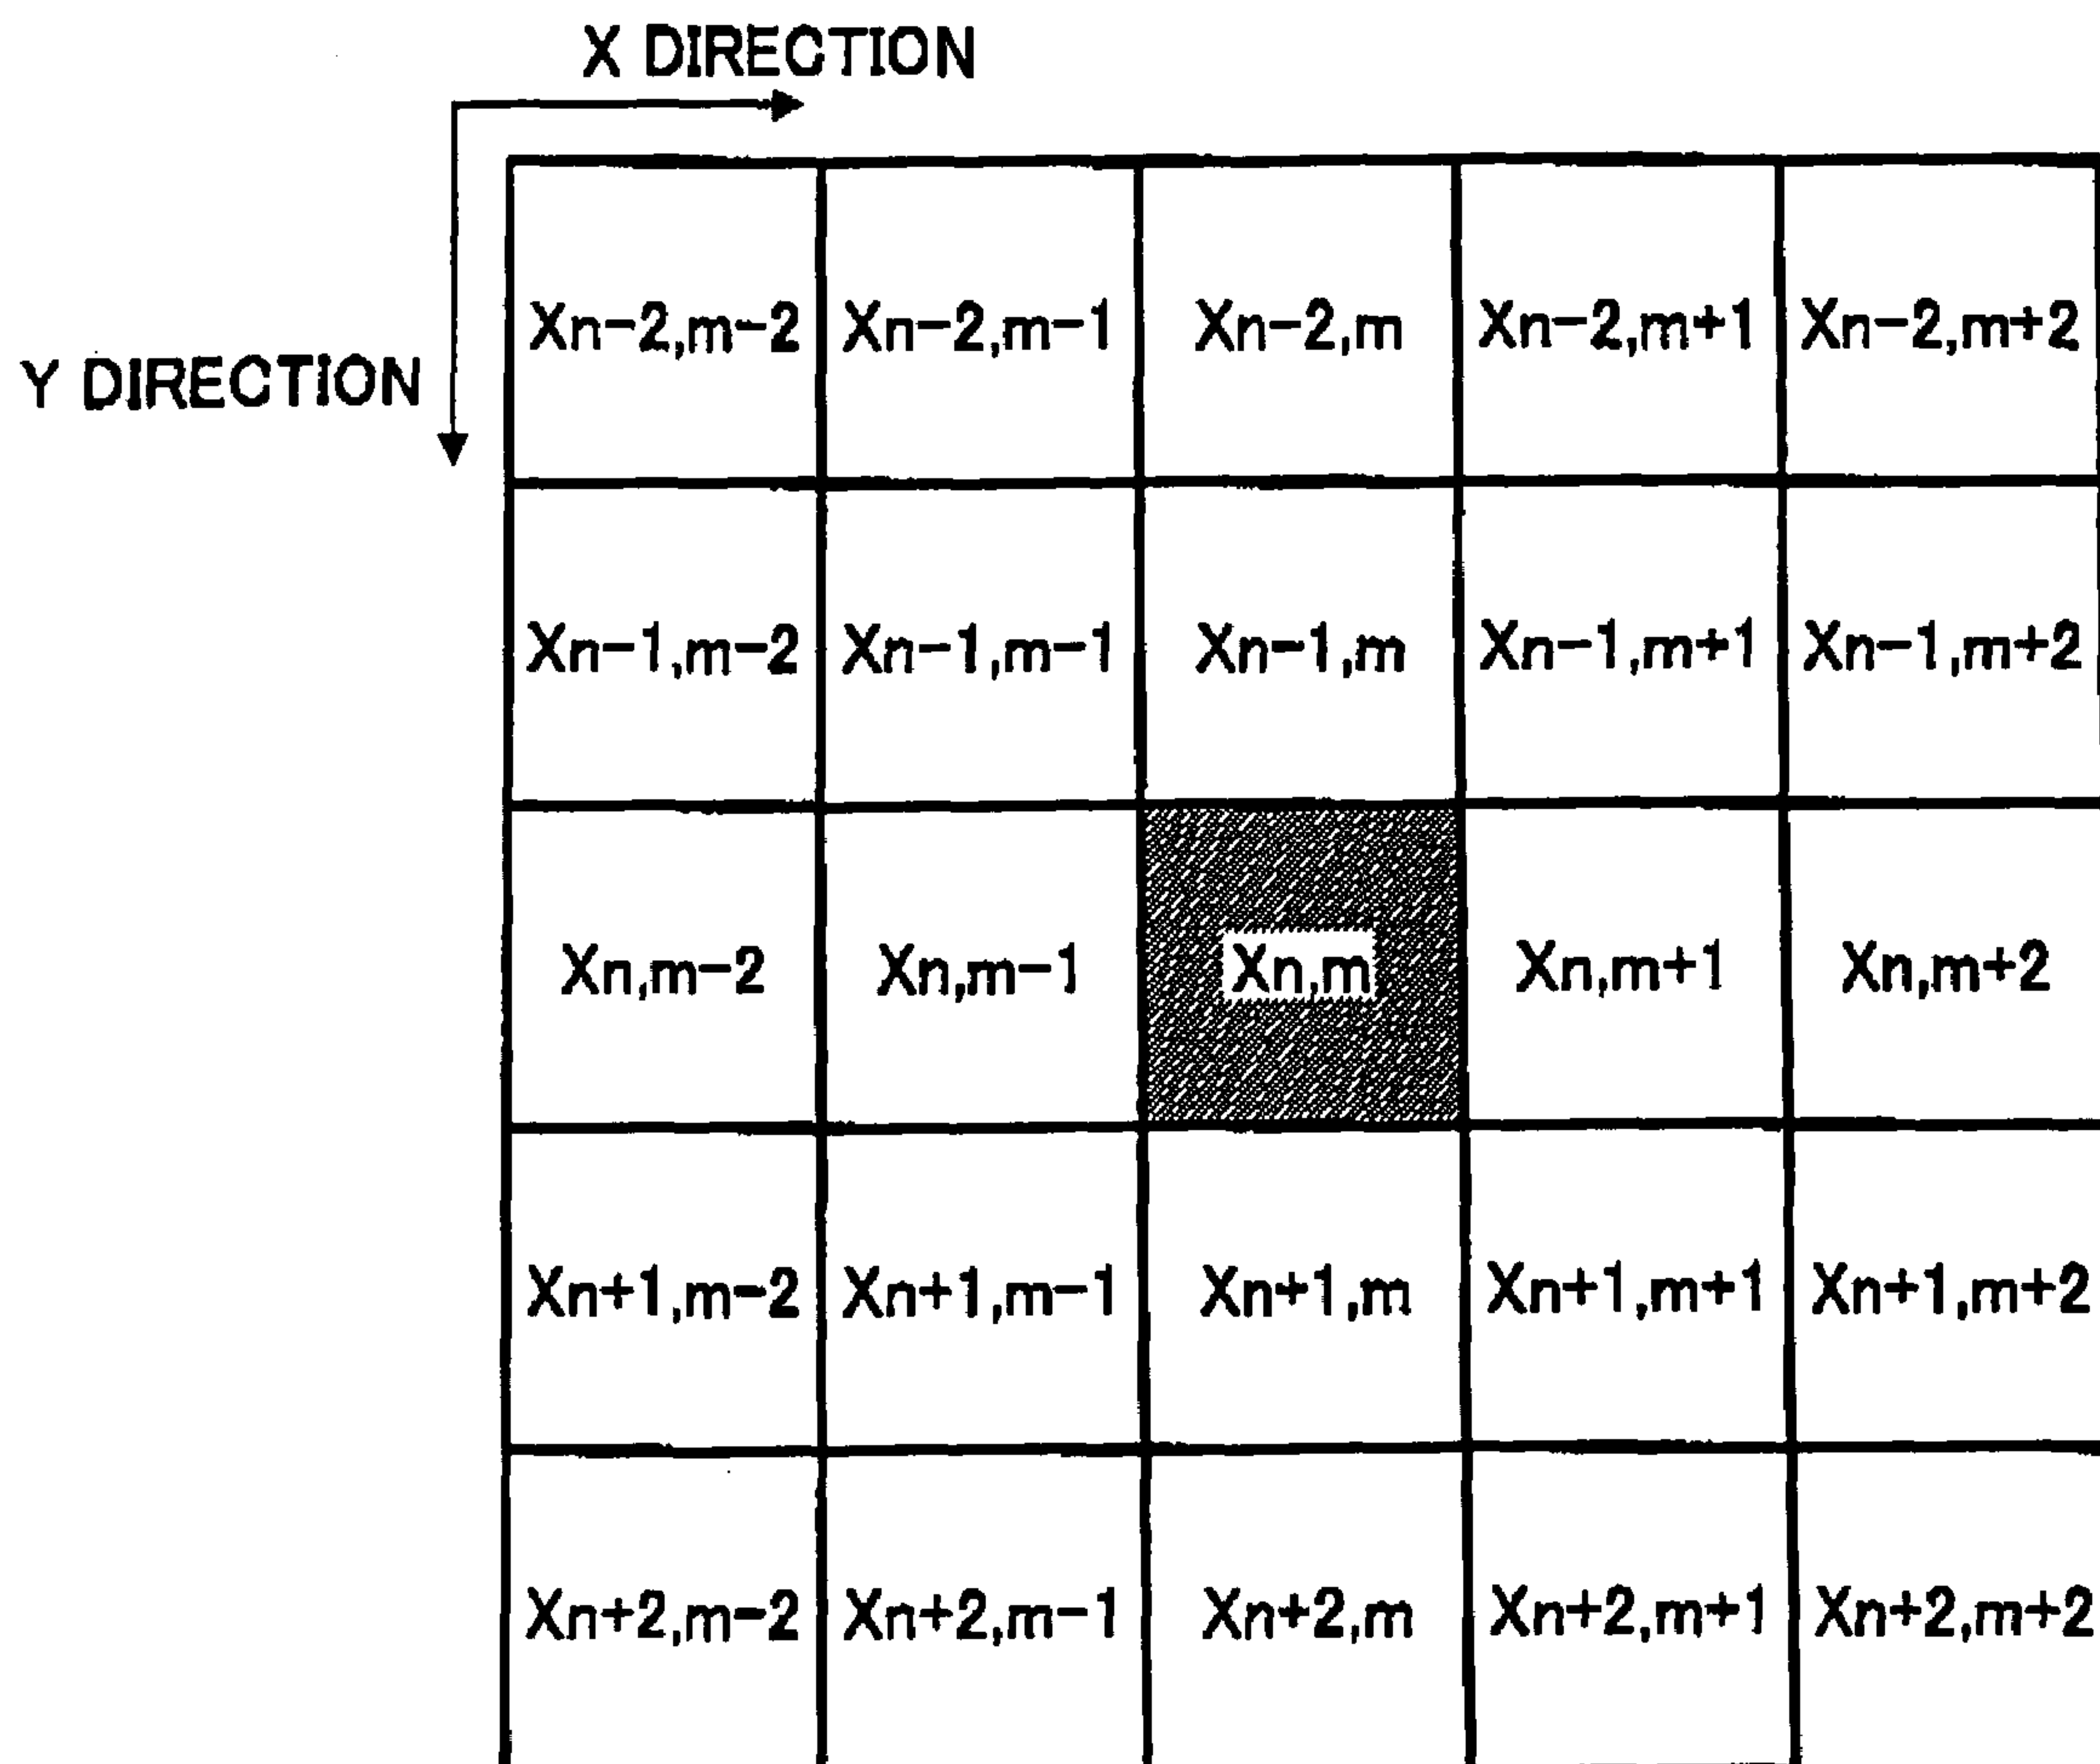 X DIRECTION
Y DIRECTION
Xn-2,m-2 Xn-2,m-1 Xn-2,m Xn-2,m+1 Xn-2,m+2
Xn-1,m-2 Xn-1,m-1 Xn-1,m Xn-1,m+1 Xn-1,m+2
Xn,m-2 Xn,m-1 Xn,m Xn,m+1 Xn,m+2
Xn+1,m-2 Xn+1,m-1 Xn+1,m Xn+1,m+1 Xn+1,m+2
Xn+2,m-2 Xn+2,m-1 Xn+2,m Xn+2,m+1 Xn+2,m+2